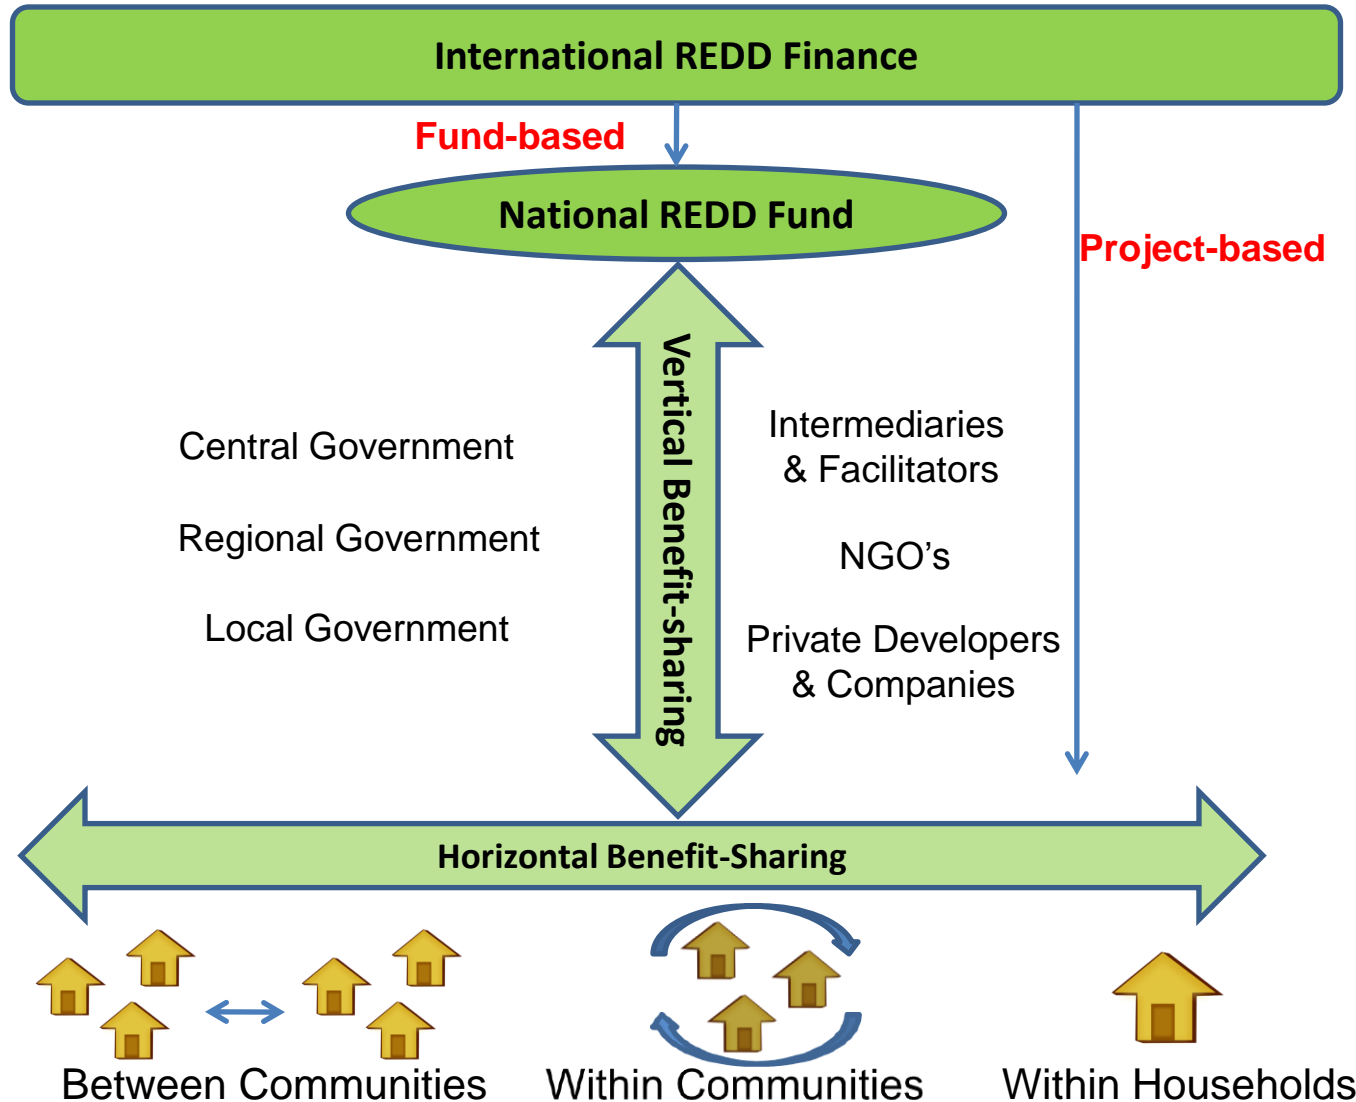 International REDD Finance
Fund-based
National REDD Fund
Project-based
Vertical Benefit-sharing
Central Government
Regional Government
Local Government
Intermediaries
& Facilitators
NGO’s
Private Developers
& Companies
Horizontal Benefit-Sharing
Between Communities
Within Communities
Within Households